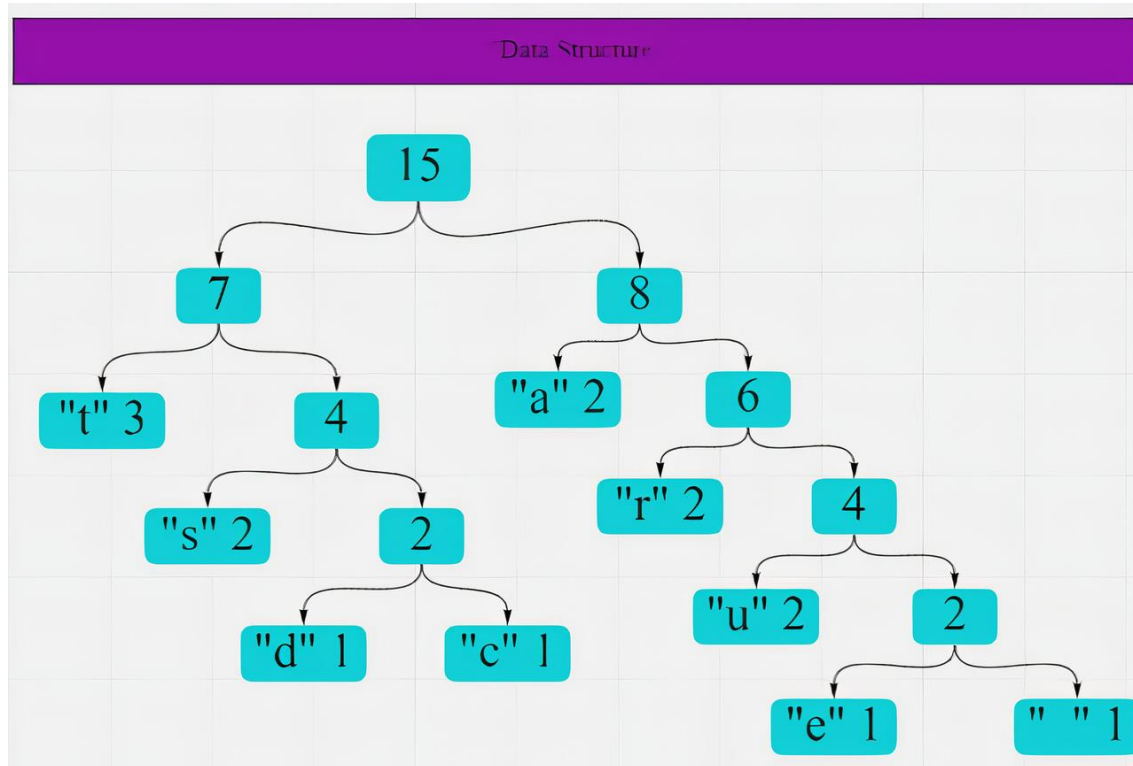 Data Structure
15
7
8
"t" 3
4
"a" 2
6
"s" 2
2
"r" 2
4
"d" 1
"c" 1
"u" 2
2
"e" 1
" " 1